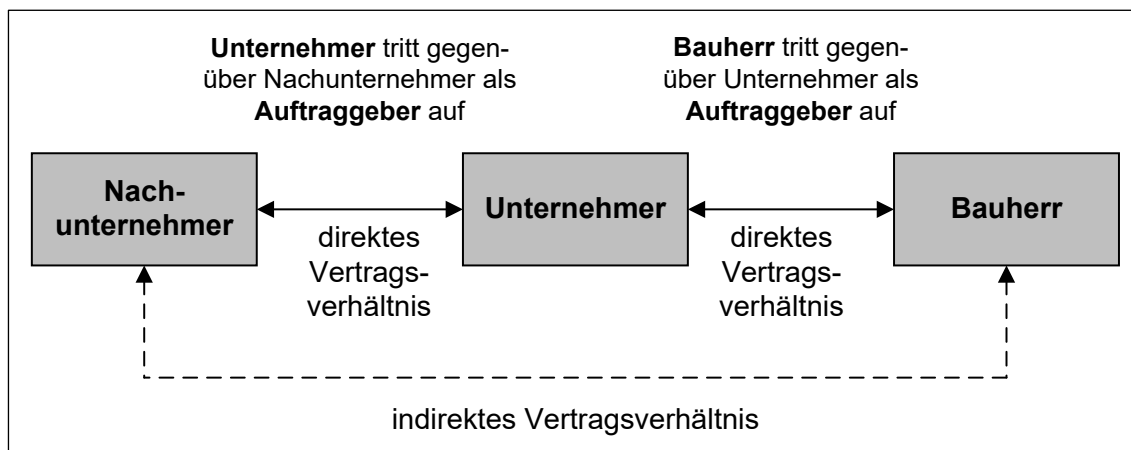 Unternehmer tritt gegen-
über Nachunternehmer als
Auftraggeber auf
Bauherr tritt gegen-
über Unternehmer als
Auftraggeber auf
Nach-
unternehmer
Unternehmer
Bauherr
direktes
Vertrags-
verhältnis
direktes
Vertrags-
verhältnis
indirektes Vertragsverhältnis